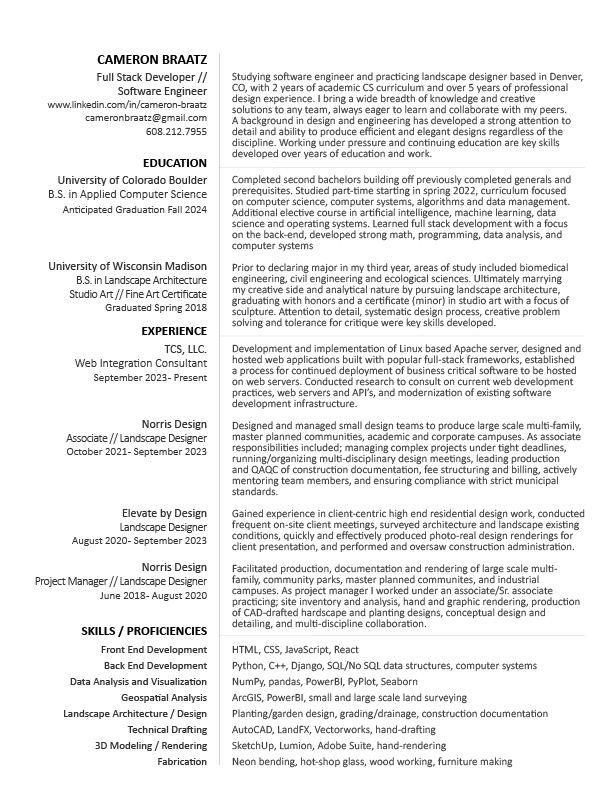 CAMERON BRAATZ
Full Stack Developer //
Software Engineer
www.linkedin.com/in/cameron-braatz
cameronbraatz@gmail.com
608.212.7955
Studying software engineer and practicing landscape designer based in Denver,
CO, with 2 years of academic CS curriculum and over 5 years of professional
design experience. I bring a wide breadth of knowledge and creative
solutions to any team, always eager to learn and collaborate with my peers.
A background in design and engineering has developed a strong attention to
detail and ability to produce efficient and elegant designs regardless of the
discipline. Working under pressure and continuing education are key skills
developed over years of education and work.
EDUCATION
University of Colorado Boulder
B.S. in Applied Computer Science
Anticipated Graduation Fall 2024
Completed second bachelors building off previously completed generals and
prerequisites. Studied part-time starting in spring 2022, curriculum focused
on computer science, computer systems, algorithms and data management.
Additional elective course in artificial intelligence, machine learning, data
science and operating systems. Learned full stack development with a focus
on the back-end, developed strong math, programming, data analysis, and
computer systems
University of Wisconsin Madison
B.S. in Landscape Architecture
Studio Art // Fine Art Certificate
Graduated Spring 2018
Prior to declaring major in my third year, areas of study included biomedical
engineering, civil engineering and ecological sciences. Ultimately marrying
my creative side and analytical nature by pursuing landscape architecture,
graduating with honors and a certificate (minor) in studio art with a focus of
sculpture. Attention to detail, systematic design process, creative problem
solving and tolerance for critique were key skills developed.
EXPERIENCE
TCS, LLC.
Web Integration Consultant
September 2023- Present
Development and implementation of Linux based Apache server, designed and
hosted web applications built with popular full-stack frameworks, established
a process for continued deployment of business critical software to be hosted
on web servers. Conducted research to consult on current web development
practices, web servers and API's, and modernization of existing software
development infrastructure.
Norris Design
Associate // Landscape Designer
October 2021- September 2023
Designed and managed small design teams to produce large scale multi-family,
master planned communities, academic and corporate campuses. As associate
responsibilities included; managing complex projects under tight deadlines,
running/organizing multi-disciplinary design meetings, leading production
and QAQC of construction documentation, fee structuring and billing, actively
mentoring team members, and ensuring compliance with strict municipal
standards.
Elevate by Design
Landscape Designer
August 2020- September 2023
Gained experience in client-centric high end residential design work, conducted
frequent on-site client meetings, surveyed architecture and landscape existing
conditions, quickly and effectively produced photo-real design renderings for
client presentation, and performed and oversaw construction administration.
Norris Design
Project Manager // Landscape Designer
June 2018- August 2020
Facilitated production, documentation and rendering of large scale multi-
family, community parks, master planned communites, and industrial
campuses. As project manager I worked under an associate/Sr. associate
practicing; site inventory and analysis, hand and graphic rendering, production
of CAD-drafted hardscape and planting designs, conceptual design and
detailing, and multi-discipline collaboration.
SKILLS / PROFICIENCIES
Front End Development HTML, CSS, JavaScript, React
Back End Development Python, C++, Django, SQL/No SQL data structures, computer systems
Data Analysis and Visualization NumPy, pandas, PowerBI, PyPlot, Seaborn
Geospatial Analysis ArcGIS, PowerBI, small and large scale land surveying
Landscape Architecture / Design Planting/garden design, grading/drainage, construction documentation
Technical Drafting AutoCAD, LandFX, Vectorworks, hand-drafting
3D Modeling / Rendering SketchUp, Lumion, Adobe Suite, hand-rendering
Fabrication Neon bending, hot-shop glass, wood working, furniture making